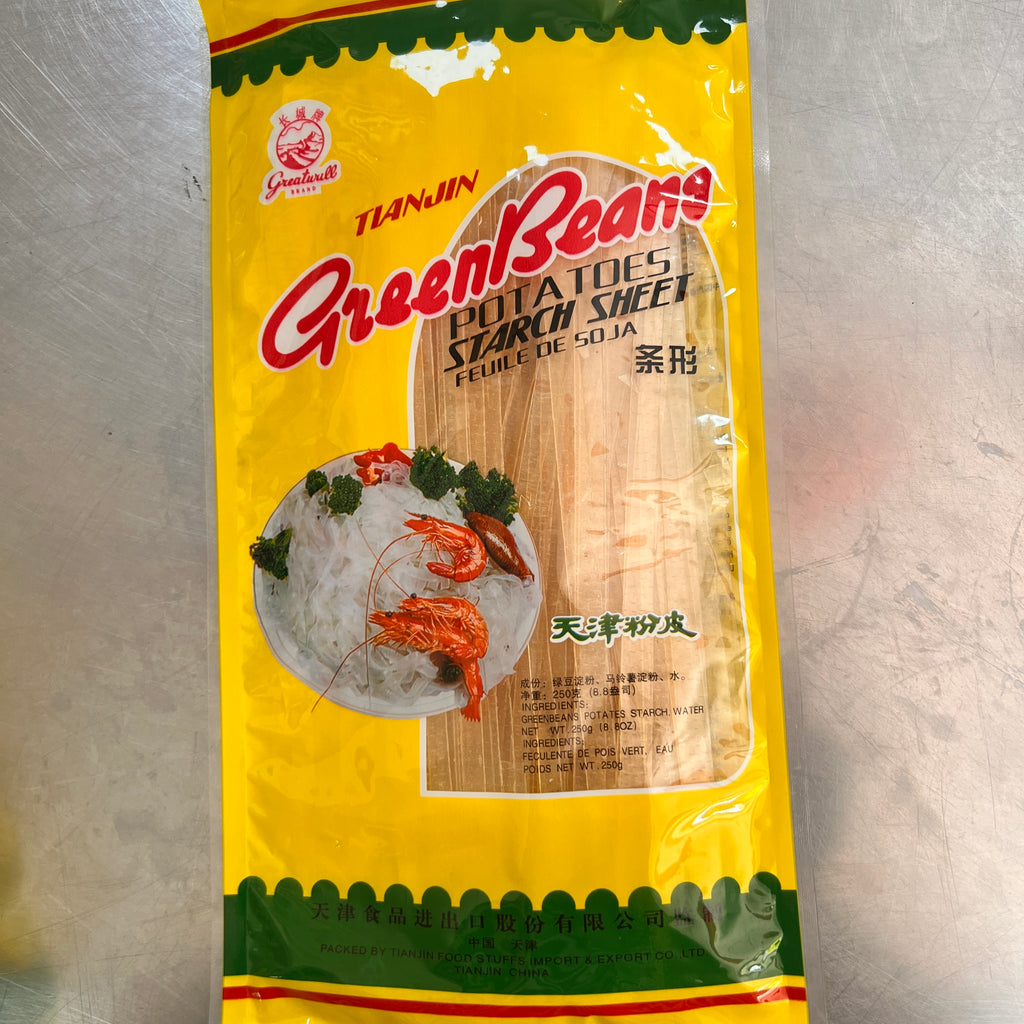 长城牌
Greatwall
BRAND
TIANJIN
GreenBeans
POTATOES
STARCH SHEET
FEUILE DE SOJA
条形
天津粉皮
成份：绿豆淀粉、马铃薯淀粉、水。
净重：250克（8.8盎司）
INGREDIENTS:
GREENBEANS POTATES STARCH. WATER
NET WT.250g (8.8OZ)
INGREDIENTS:
FECULENTE DE POIS VERT, EAU
POIDS NET WT.250g
天津食品进出口股份有限公司
中国 天津
PACKED BY TIANJIN FOOD STUFFS IMPORT & EXPORT CO.,LTD.
TIANJIN CHINA